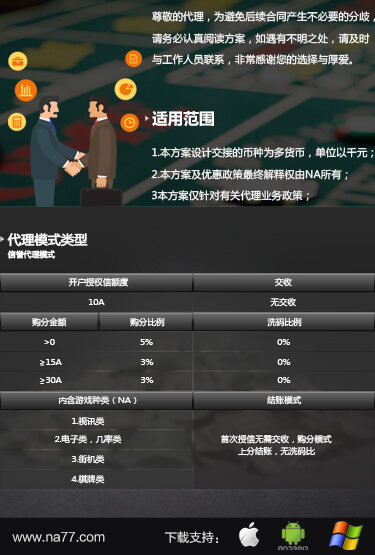 尊敬的代理，为避免后续合同产生不必要的分歧，
请务必认真阅读方案，如遇有不明之处，请及时
与工作人员联系，非常感谢您的选择与厚爱。
适用范围
1.本方案设计交接的币种为多货币，单位以千元；
2.本方案及优惠政策最终解释权由NA所有；
3本方案仅针对有关代理业务政策；
代理模式类型
信誉代理模式
开户授权信额度 交收
10A 无交收
购分金额 购分比例 洗码比例
>0 5% 0%
≧15A 3% 0%
≧30A 3% 0%
内含游戏种类（NA） 结账模式
1.视讯类
2.电子类，几率类
3.街机类
4.棋牌类
首次授信无需交收，购分模式
上分结账，无洗码比
www.na77.com 下载支持：
ANDROID